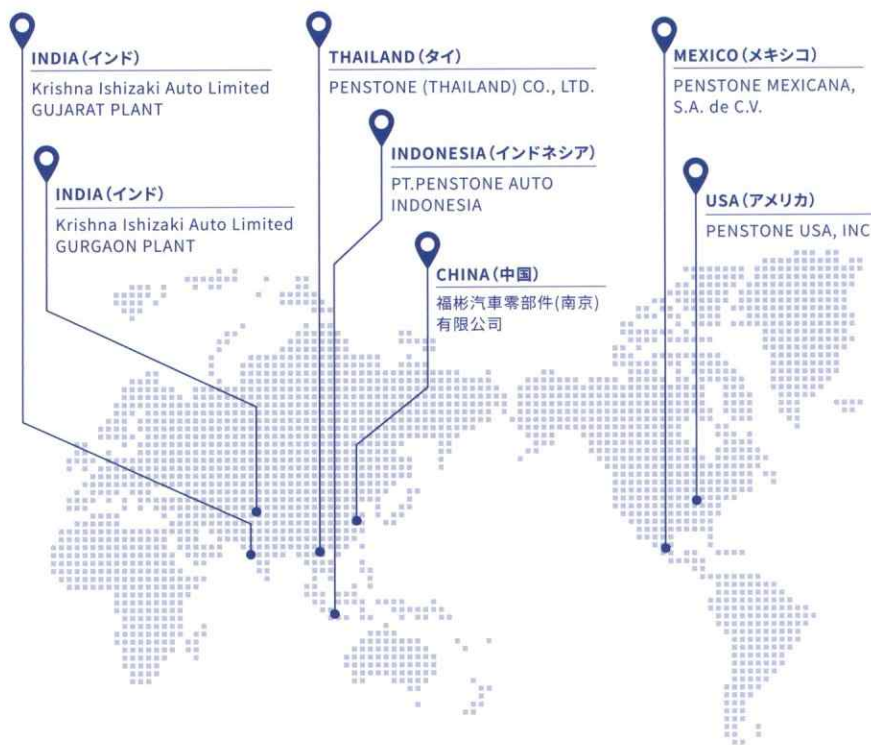 INDIA(インド)
Krishna Ishizaki Auto Limited
GUJARAT PLANT
THAILAND(タイ)
PENSTONE (THAILAND) CO., LTD.
MEXICO(メキシコ)
PENSTONE MEXICANA,
S.A. de C.V.
INDIA(インド)
Krishna Ishizaki Auto Limited
GURGAON PLANT
INDONESIA(インドネシア)
PT.PENSTONE AUTO
INDONESIA
USA(アメリカ)
PENSTONE USA, INC
CHINA(中国)
福彬汽車零部件(南京)
有限公司